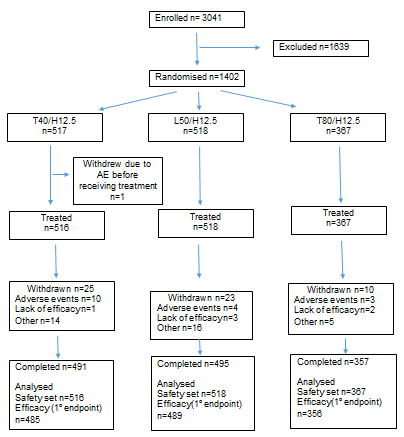 Enrolled n= 3041
Excluded n=1639
Randomised n=1402
T40/H12.5
n=517
L50/H12.5
n=518
T80/H12.5
n=367
Withdrew due to
AE before
receiving treatment
n=1
Treated
n=516
Treated
n=518
Treated
n=367
Withdrawn n=25
Adverse events n=10
Lack of efficacyn=1
Other n=14
Withdrawn n=23
Adverse events n=4
Lack of efficacyn=3
Other n=16
Withdrawn n=10
Adverse events n=3
Lack of efficacyn=2
Other n=5
Completed n=491
Analysed
Safety set n=516
Efficacy(1° endpoint)
n=485
Completed n=495
Analysed
Safety set n=518
Efficacy(1° endpoint)
n=489
Completed n=357
Analysed
Safety set n=367
Efficacy(1° endpoint)
n=356